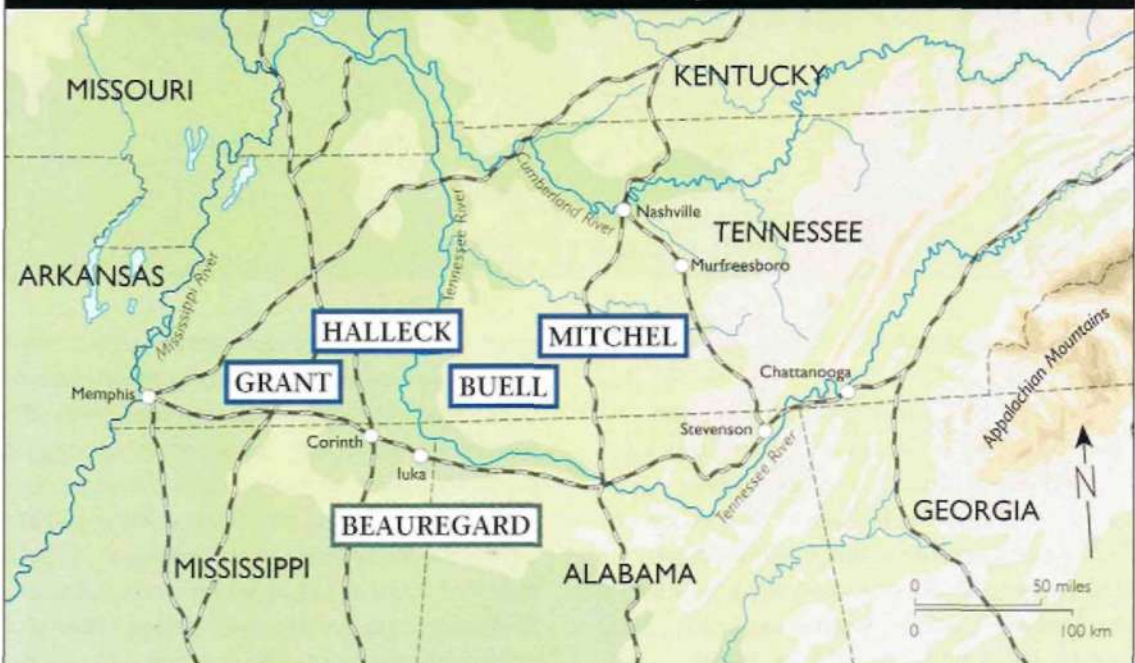 MISSOURI
KENTUCKY
Cumberland River
Nashville
Tennessee River
TENNESSEE
Murfreesboro
ARKANSAS
Mississippi River
HALLECK
MITCHEL
Appalachian Mountains
GRANT
BUELL
Chattanooga
Memphis
Stevenson
Corinth
Iuka
Tennessee River
N
BEAUREGARD
GEORGIA
MISSISSIPPI
ALABAMA
0 50 miles
0 100 km